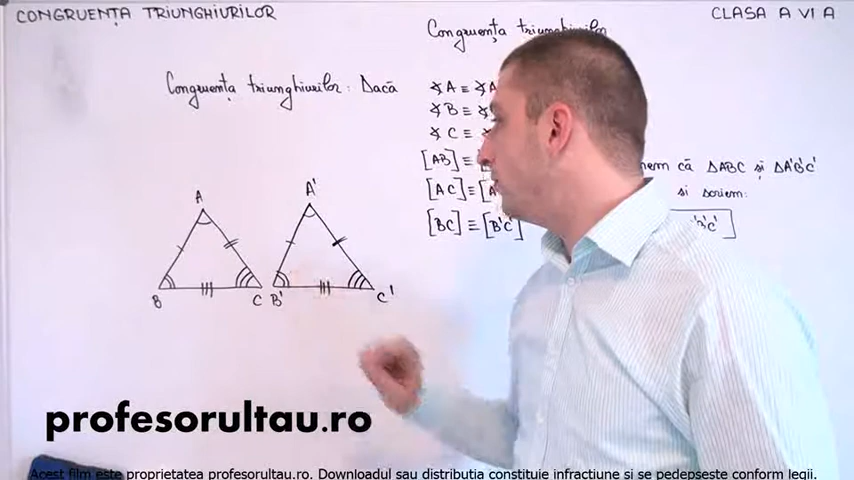 CONGRUENȚA TRIUNGHIURILOR
CLASA A VI A
Congruența triunghiurilor
Congruența triunghiurilor: Dacă
∢A ≡ ∢A
∢B ≡ ∢
∢C ≡ ∢
[AB] ≡ [
că ΔABC și ΔA'B'C'
[AC] ≡ [A
și scriem:
[BC] ≡ [B'C']
'B'C'
A
A'
B
C
B'
C'
profesorultau.ro
Acest film este proprietatea profesorultau.ro. Downloadul sau distributia constituie infractiune si se pedepseste conform legii.